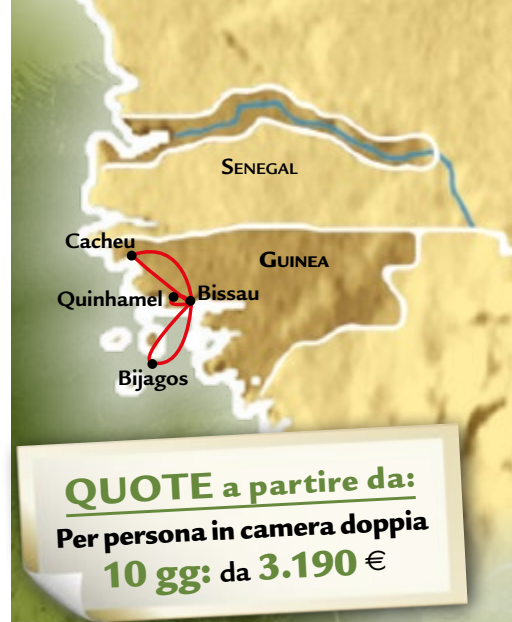 SENEGAL
Cacheu
GUINEA
Quinhamel
Bissau
Bijagos
QUOTE a partire da:
Per persona in camera doppia
10 gg: da 3.190 €